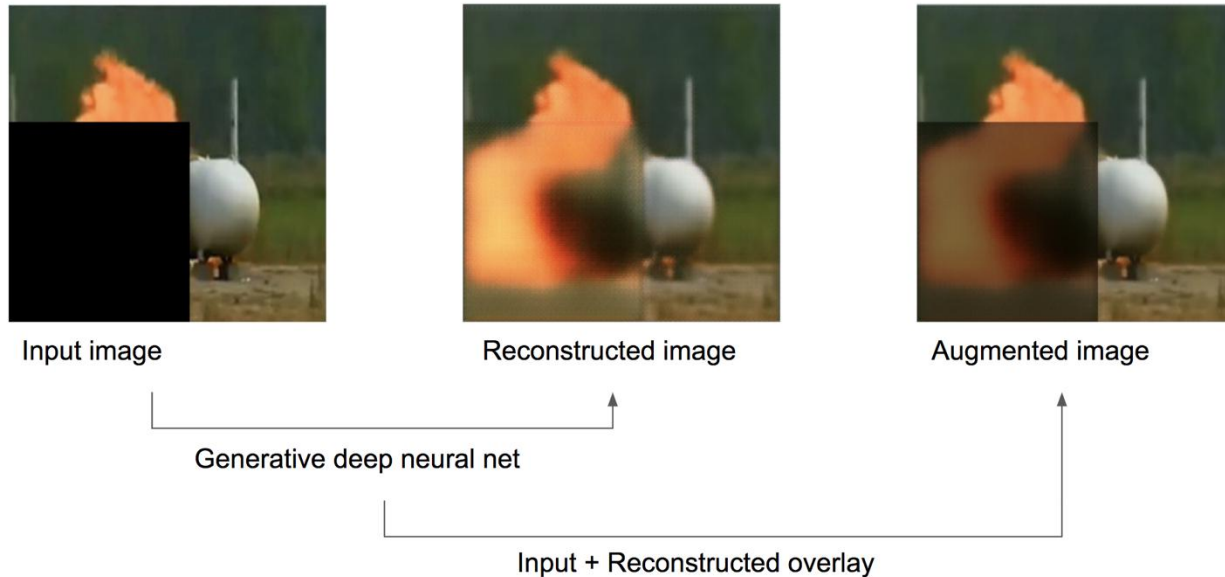 Input image
Reconstructed image
Augmented image
Generative deep neural net
Input + Reconstructed overlay